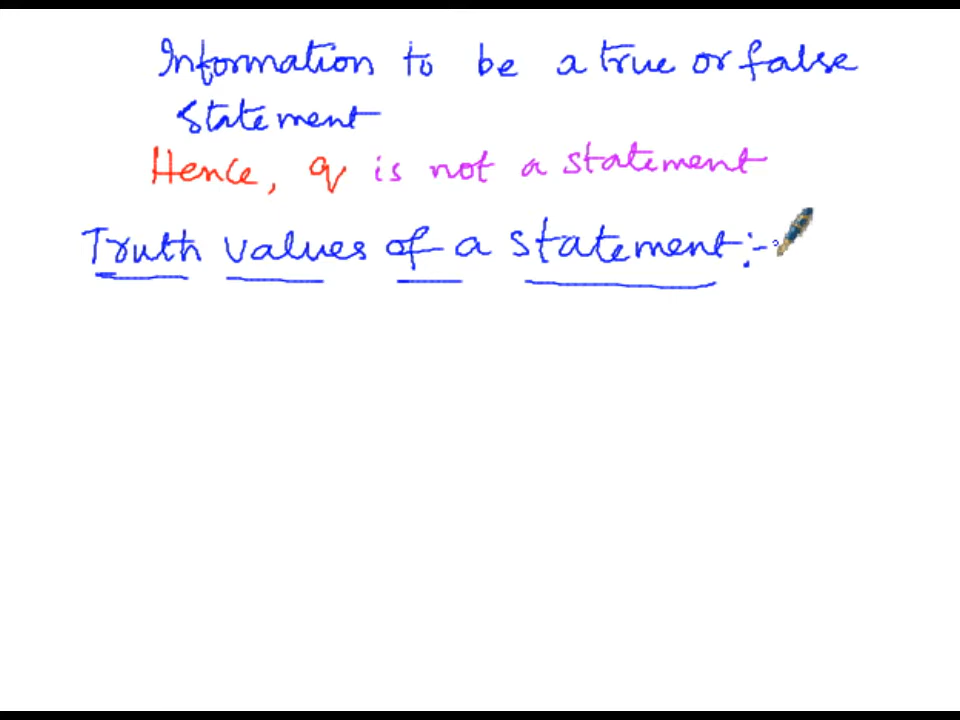 Information to be a true or false
Statement
Hence, q is not a statement
Truth values of a statement:-